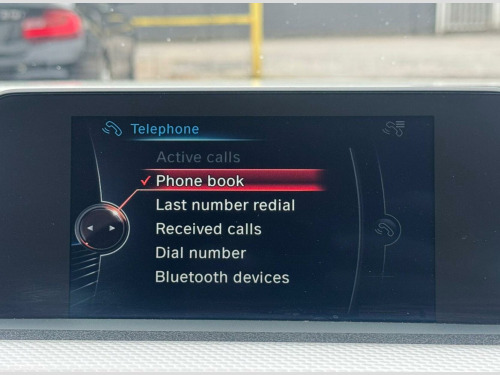 Telephone
Active calls
Phone book
Last number redial
Received calls
Dial number
Bluetooth devices